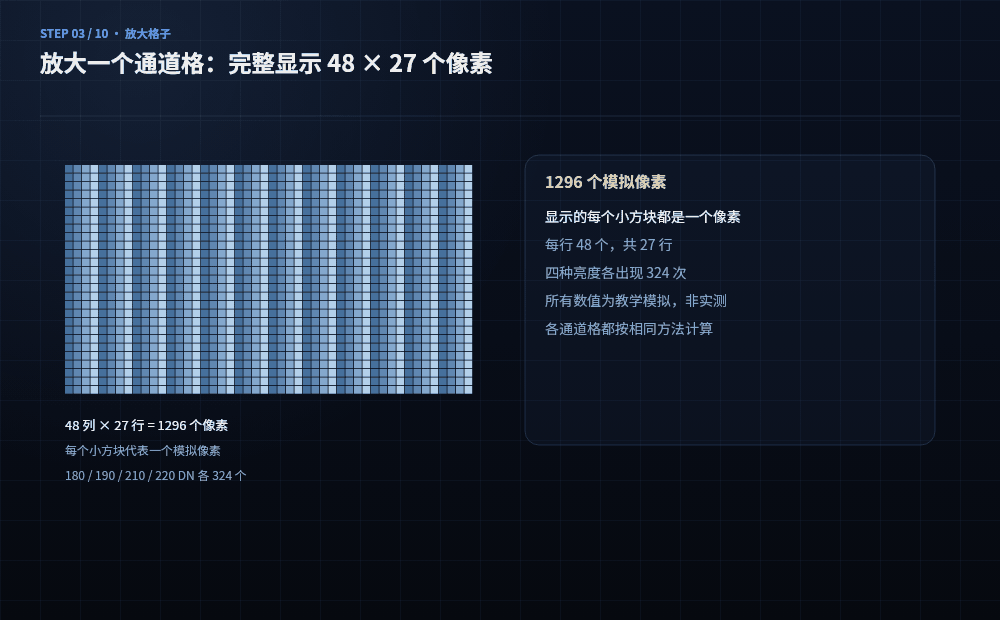 STEP 03 / 10 · 放大格子
放大一个通道格：完整显示 48 × 27 个像素
1296 个模拟像素
显示的每个小方块都是一个像素
每行 48 个，共 27 行
四种亮度各出现 324 次
所有数值为教学模拟，非实测
各通道格都按相同方法计算
48 列 × 27 行 = 1296 个像素
每个小方块代表一个模拟像素
180 / 190 / 210 / 220 DN 各 324 个